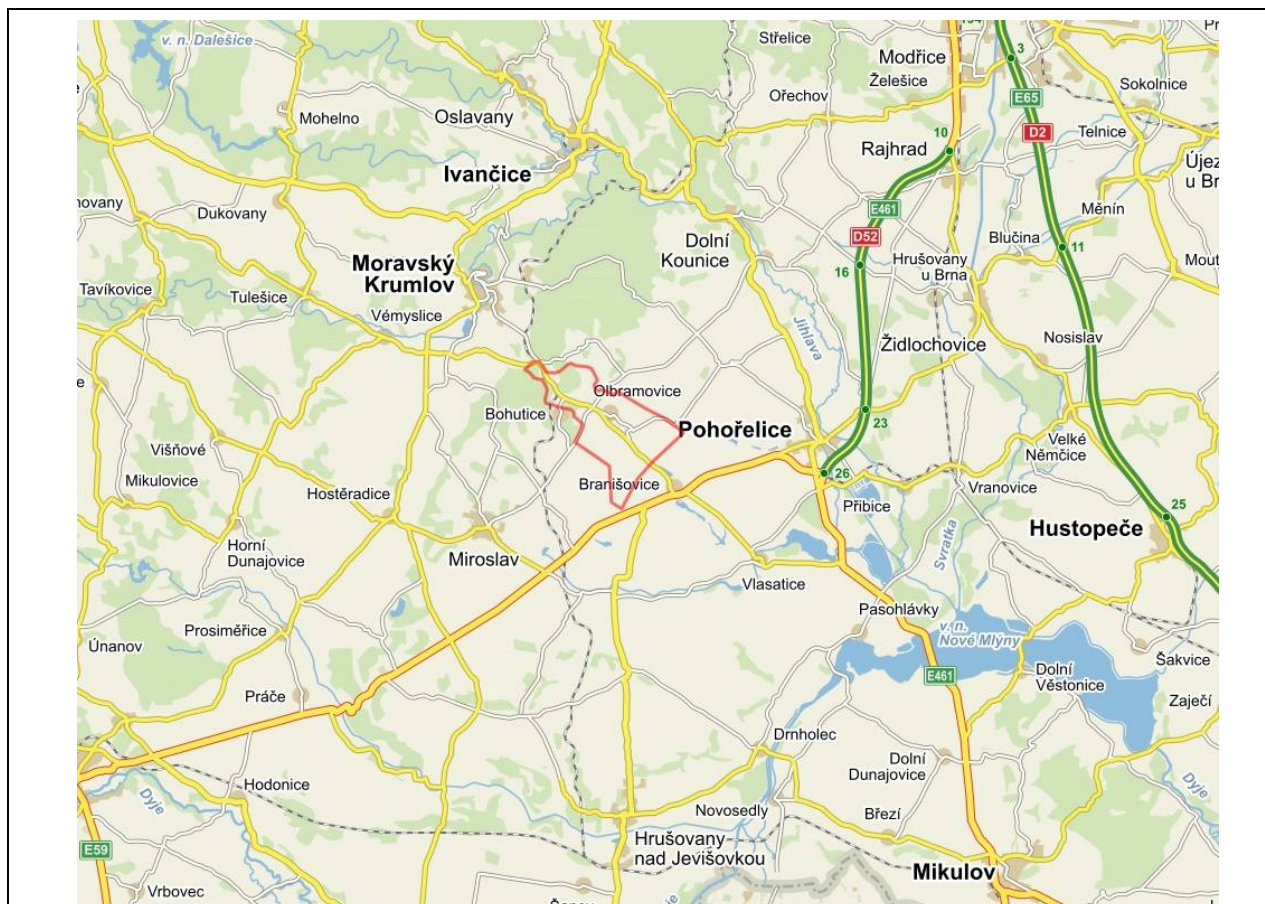 v. n. Dalešice
Střelice
Modřice
3
Pr
Želešice
Sokolnice
Ořechov
E65
Mohelno
Oslavany
D2
Telnice
10
Rajhrad
Ivančice
Újez
u Br
novany
Dukovany
E461
Měnín
D52
Blučina
11
Dolní
Kounice
Moravský
Krumlov
16
Hrušovany
u Brna
Mout
Tavíkovice
Tulešice
Vémyslice
Jihlava
Nosislav
Židlochovice
e
Olbramovice
Bohutice
Pohořelice
23
Velké
Němčice
Višňové
26
Mikulovice
Hostěradice
Branišovice
Vranovice
Přibice
25
Svratka
Hustopeče
Horní
Dunajovice
Miroslav
Vlasatice
Pasohlávky
Prosiměřice
v. n.
Nové Mlýny
Únanov
Šakvice
E461
Dolní
Věstonice
Práče
Zaječí
Drnholec
Dolní
Dunajovice
Dyje
Hodonice
Dyje
Novosedly
Březí
Hrušovany
nad Jevišovkou
E59
Mikulov
Vrbovec